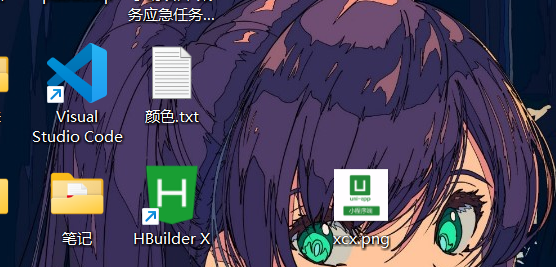 务应急任务...
Visual
Studio Code
颜色.txt
H
U
uni-app
小程序端
笔记
HBuilder X
xcx.png